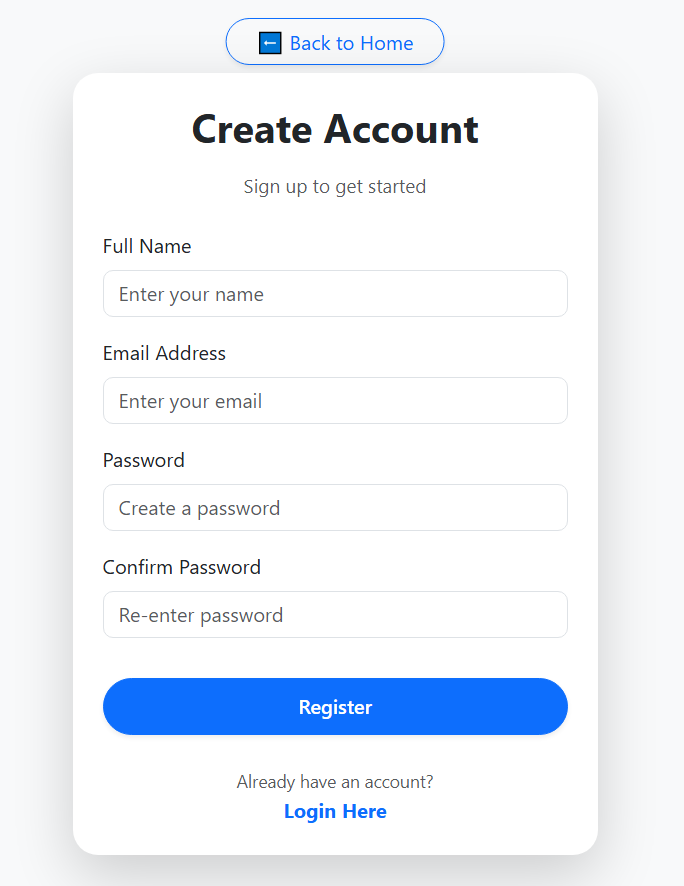 ⬅ Back to Home
Create Account
Sign up to get started
Full Name
Enter your name
Email Address
Enter your email
Password
Create a password
Confirm Password
Re-enter password
Register
Already have an account?
Login Here